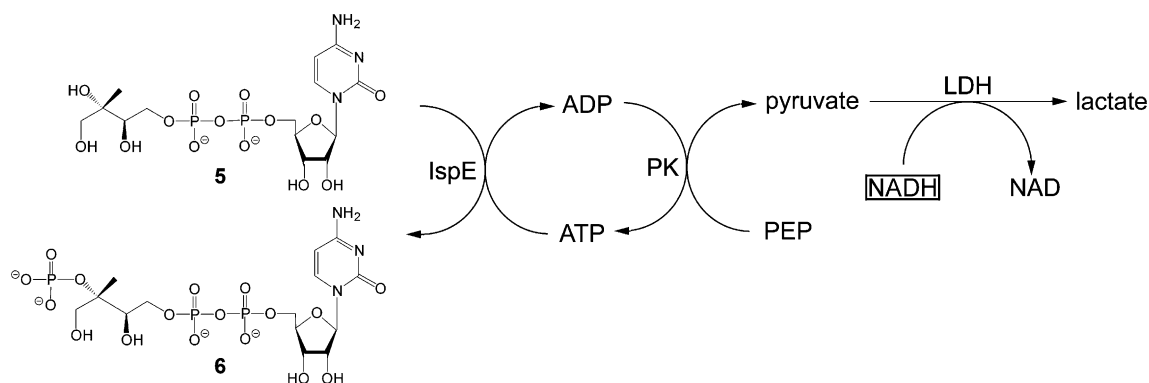 NH₂
N
HO O O N O
O P O P O O
OH OH O⊖ O⊖
HO OH
5
IspE
ADP
ATP
PK
pyruvate
PEP
LDH
lactate
NADH
NAD
NH₂
N
O
⊖O P O
⊖O
O O N O
O P O P O O
OH OH O⊖ O⊖
HO OH
6